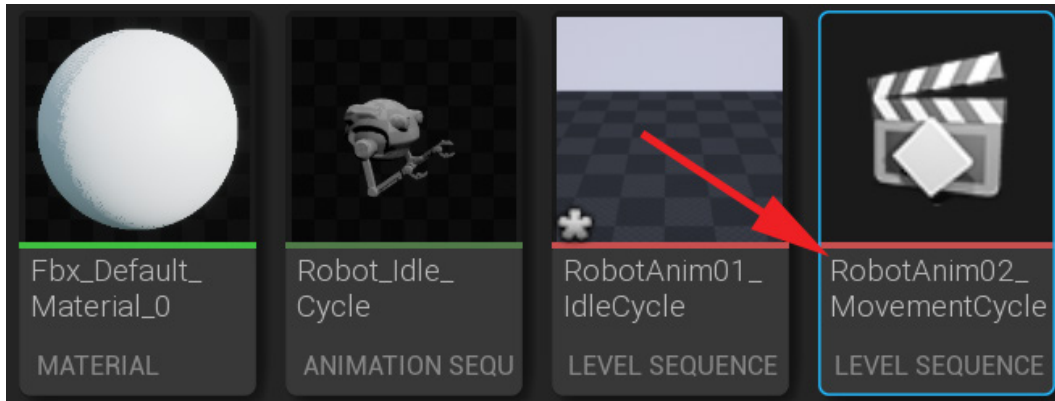 Fbx_Default_
Material_0
MATERIAL
Robot_Idle_
Cycle
ANIMATION SEQU
RobotAnim01_
IdleCycle
LEVEL SEQUENCE
RobotAnim02_
MovementCycle
LEVEL SEQUENCE